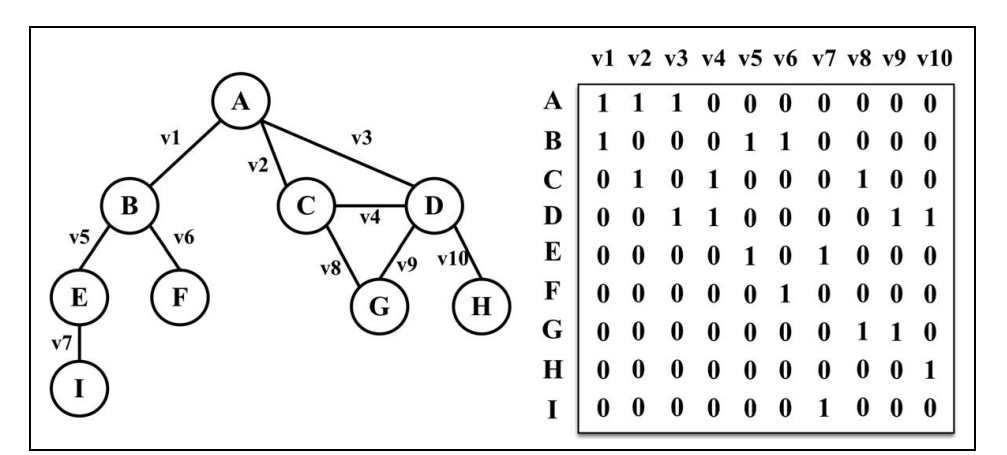 A
v1
v3
v2
B
C
D
v4
v5
v6
v8
v9
v10
E
F
G
H
v7
I
v1 v2 v3 v4 v5 v6 v7 v8 v9 v10
A 1 1 1 0 0 0 0 0 0 0
B 1 0 0 0 1 1 0 0 0 0
C 0 1 0 1 0 0 0 1 0 0
D 0 0 1 1 0 0 0 0 1 1
E 0 0 0 0 1 0 1 0 0 0
F 0 0 0 0 0 1 0 0 0 0
G 0 0 0 0 0 0 0 1 1 0
H 0 0 0 0 0 0 0 0 0 1
I 0 0 0 0 0 0 1 0 0 0